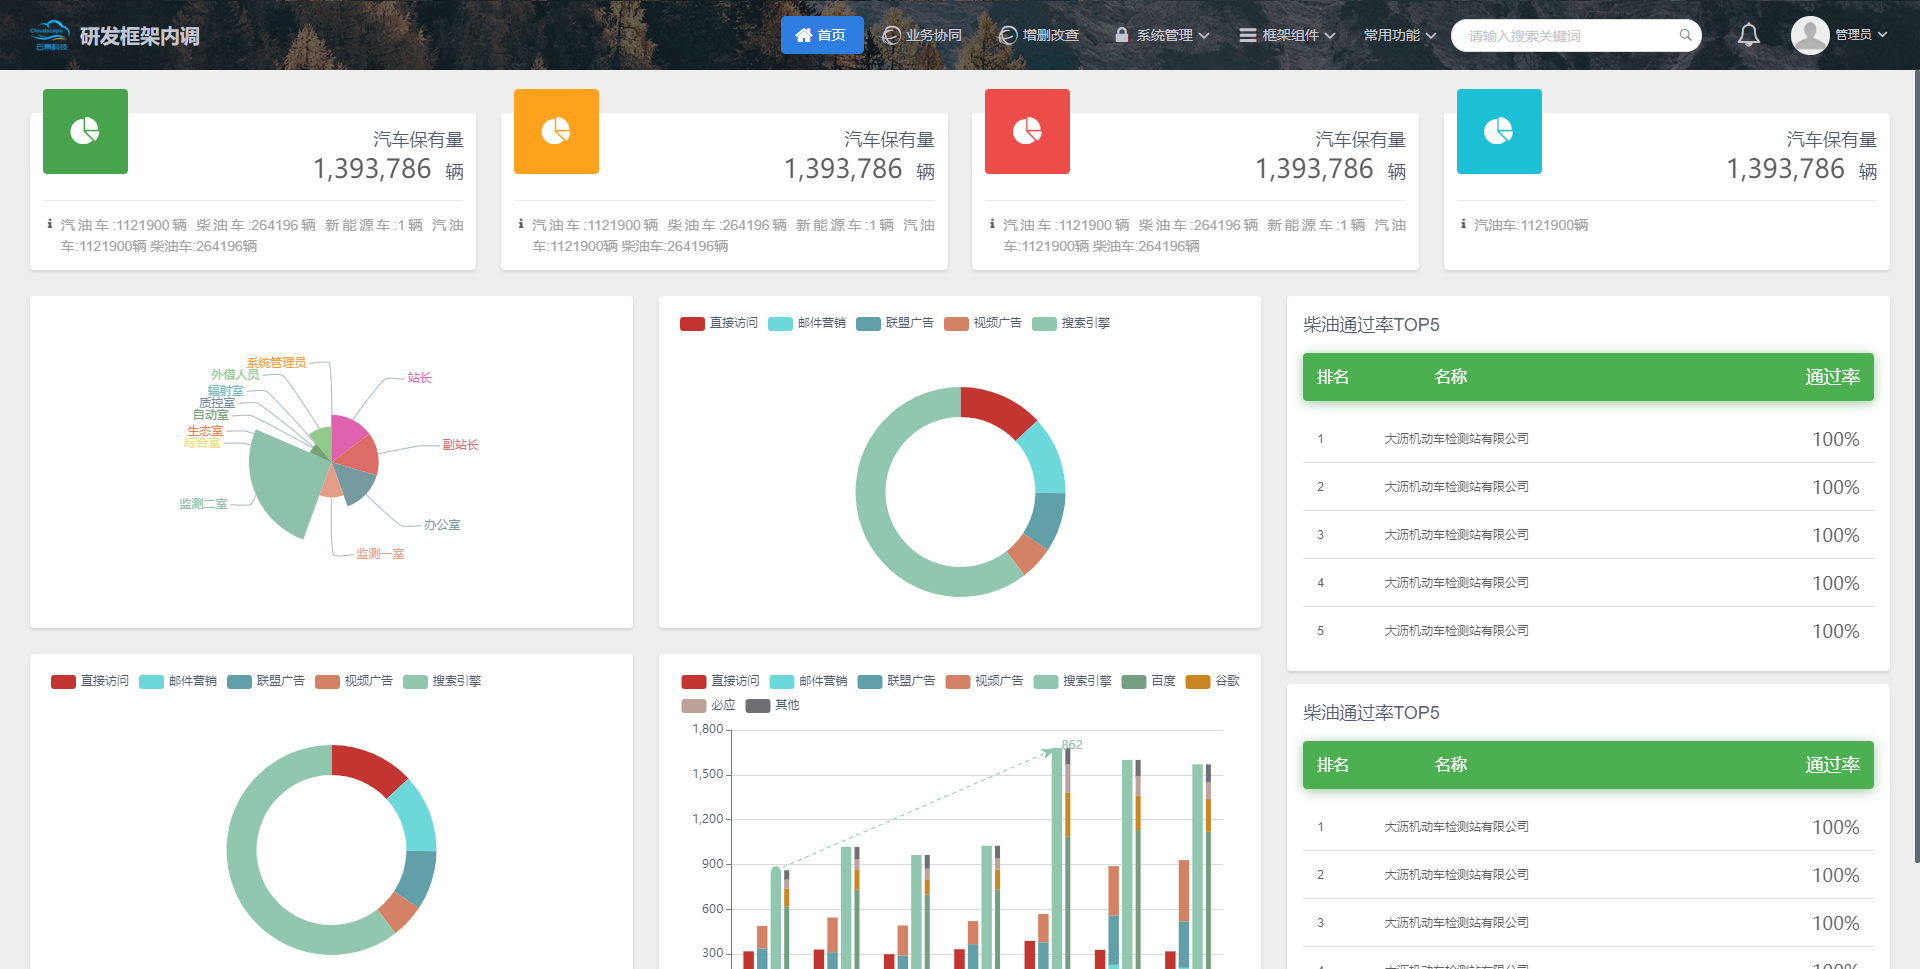 Cloudscape
云景科技
研发框架内调
首页
业务协同
增删改查
系统管理
框架组件
常用功能
请输入搜索关键词
管理员
汽车保有量
1,393,786 辆
汽油车:1121900辆 柴油车:264196辆 新能源车:1辆 汽油
车:1121900辆 柴油车:264196辆
汽车保有量
1,393,786 辆
汽油车:1121900辆 柴油车:264196辆 新能源车:1辆 汽油
车:1121900辆 柴油车:264196辆
汽车保有量
1,393,786 辆
汽油车:1121900辆 柴油车:264196辆 新能源车:1辆 汽油
车:1121900辆 柴油车:264196辆
汽车保有量
1,393,786 辆
汽油车:1121900辆
系统管理员
外借人员
辐射室
质控室
自动室
生态室
综合室
监测二室
站长
副站长
办公室
监测一室
直接访问 邮件营销 联盟广告 视频广告 搜索引擎
柴油通过率TOP5
排名 名称 通过率
1 大沥机动车检测站有限公司 100%
2 大沥机动车检测站有限公司 100%
3 大沥机动车检测站有限公司 100%
4 大沥机动车检测站有限公司 100%
5 大沥机动车检测站有限公司 100%
直接访问 邮件营销 联盟广告 视频广告 搜索引擎
直接访问 邮件营销 联盟广告 视频广告 搜索引擎 百度 谷歌
必应 其他
1,800
1,500
1,200
900
600
300
862
柴油通过率TOP5
排名 名称 通过率
1 大沥机动车检测站有限公司 100%
2 大沥机动车检测站有限公司 100%
3 大沥机动车检测站有限公司 100%